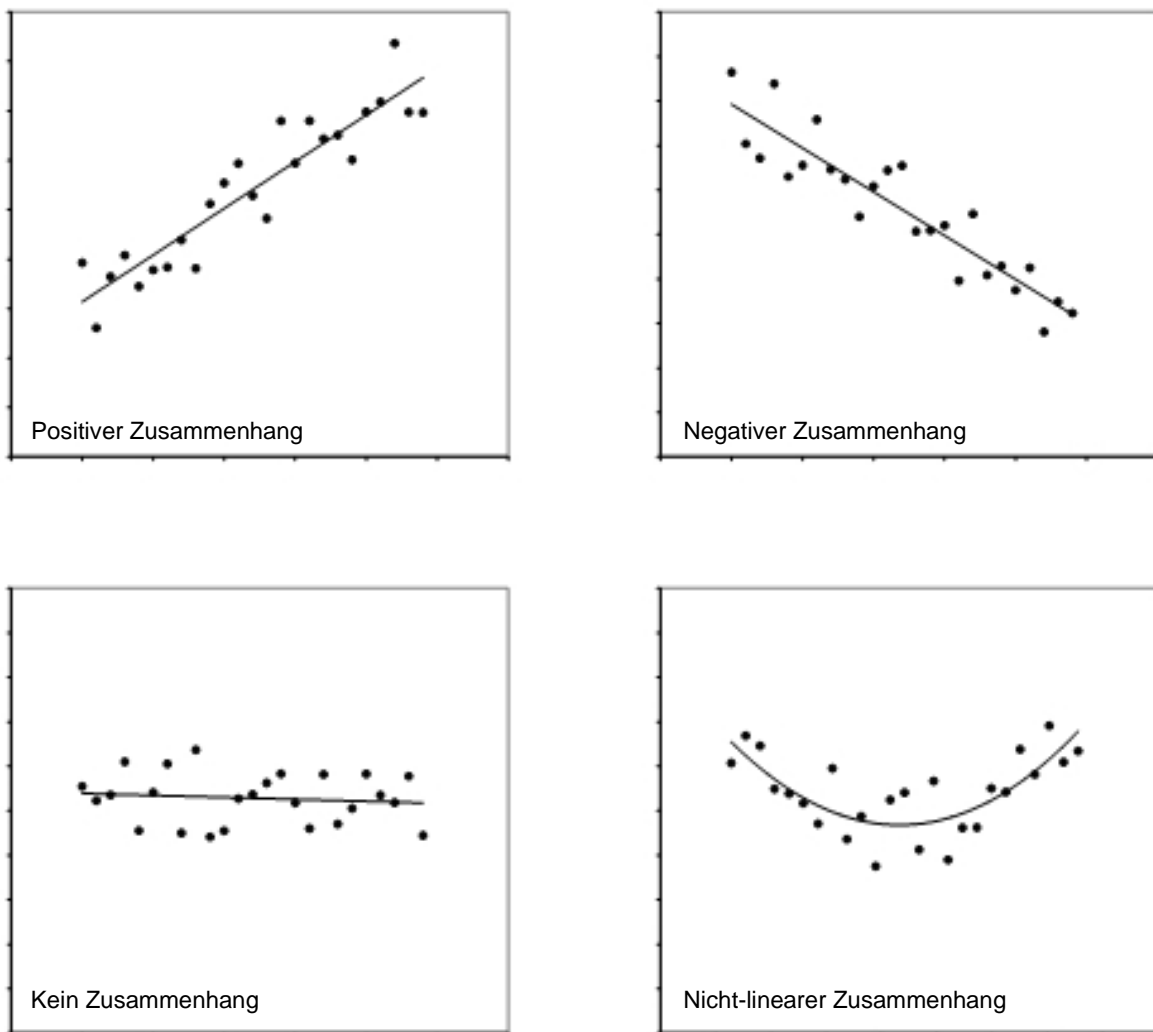 Positiver Zusammenhang
Negativer Zusammenhang
Kein Zusammenhang
Nicht-linearer Zusammenhang